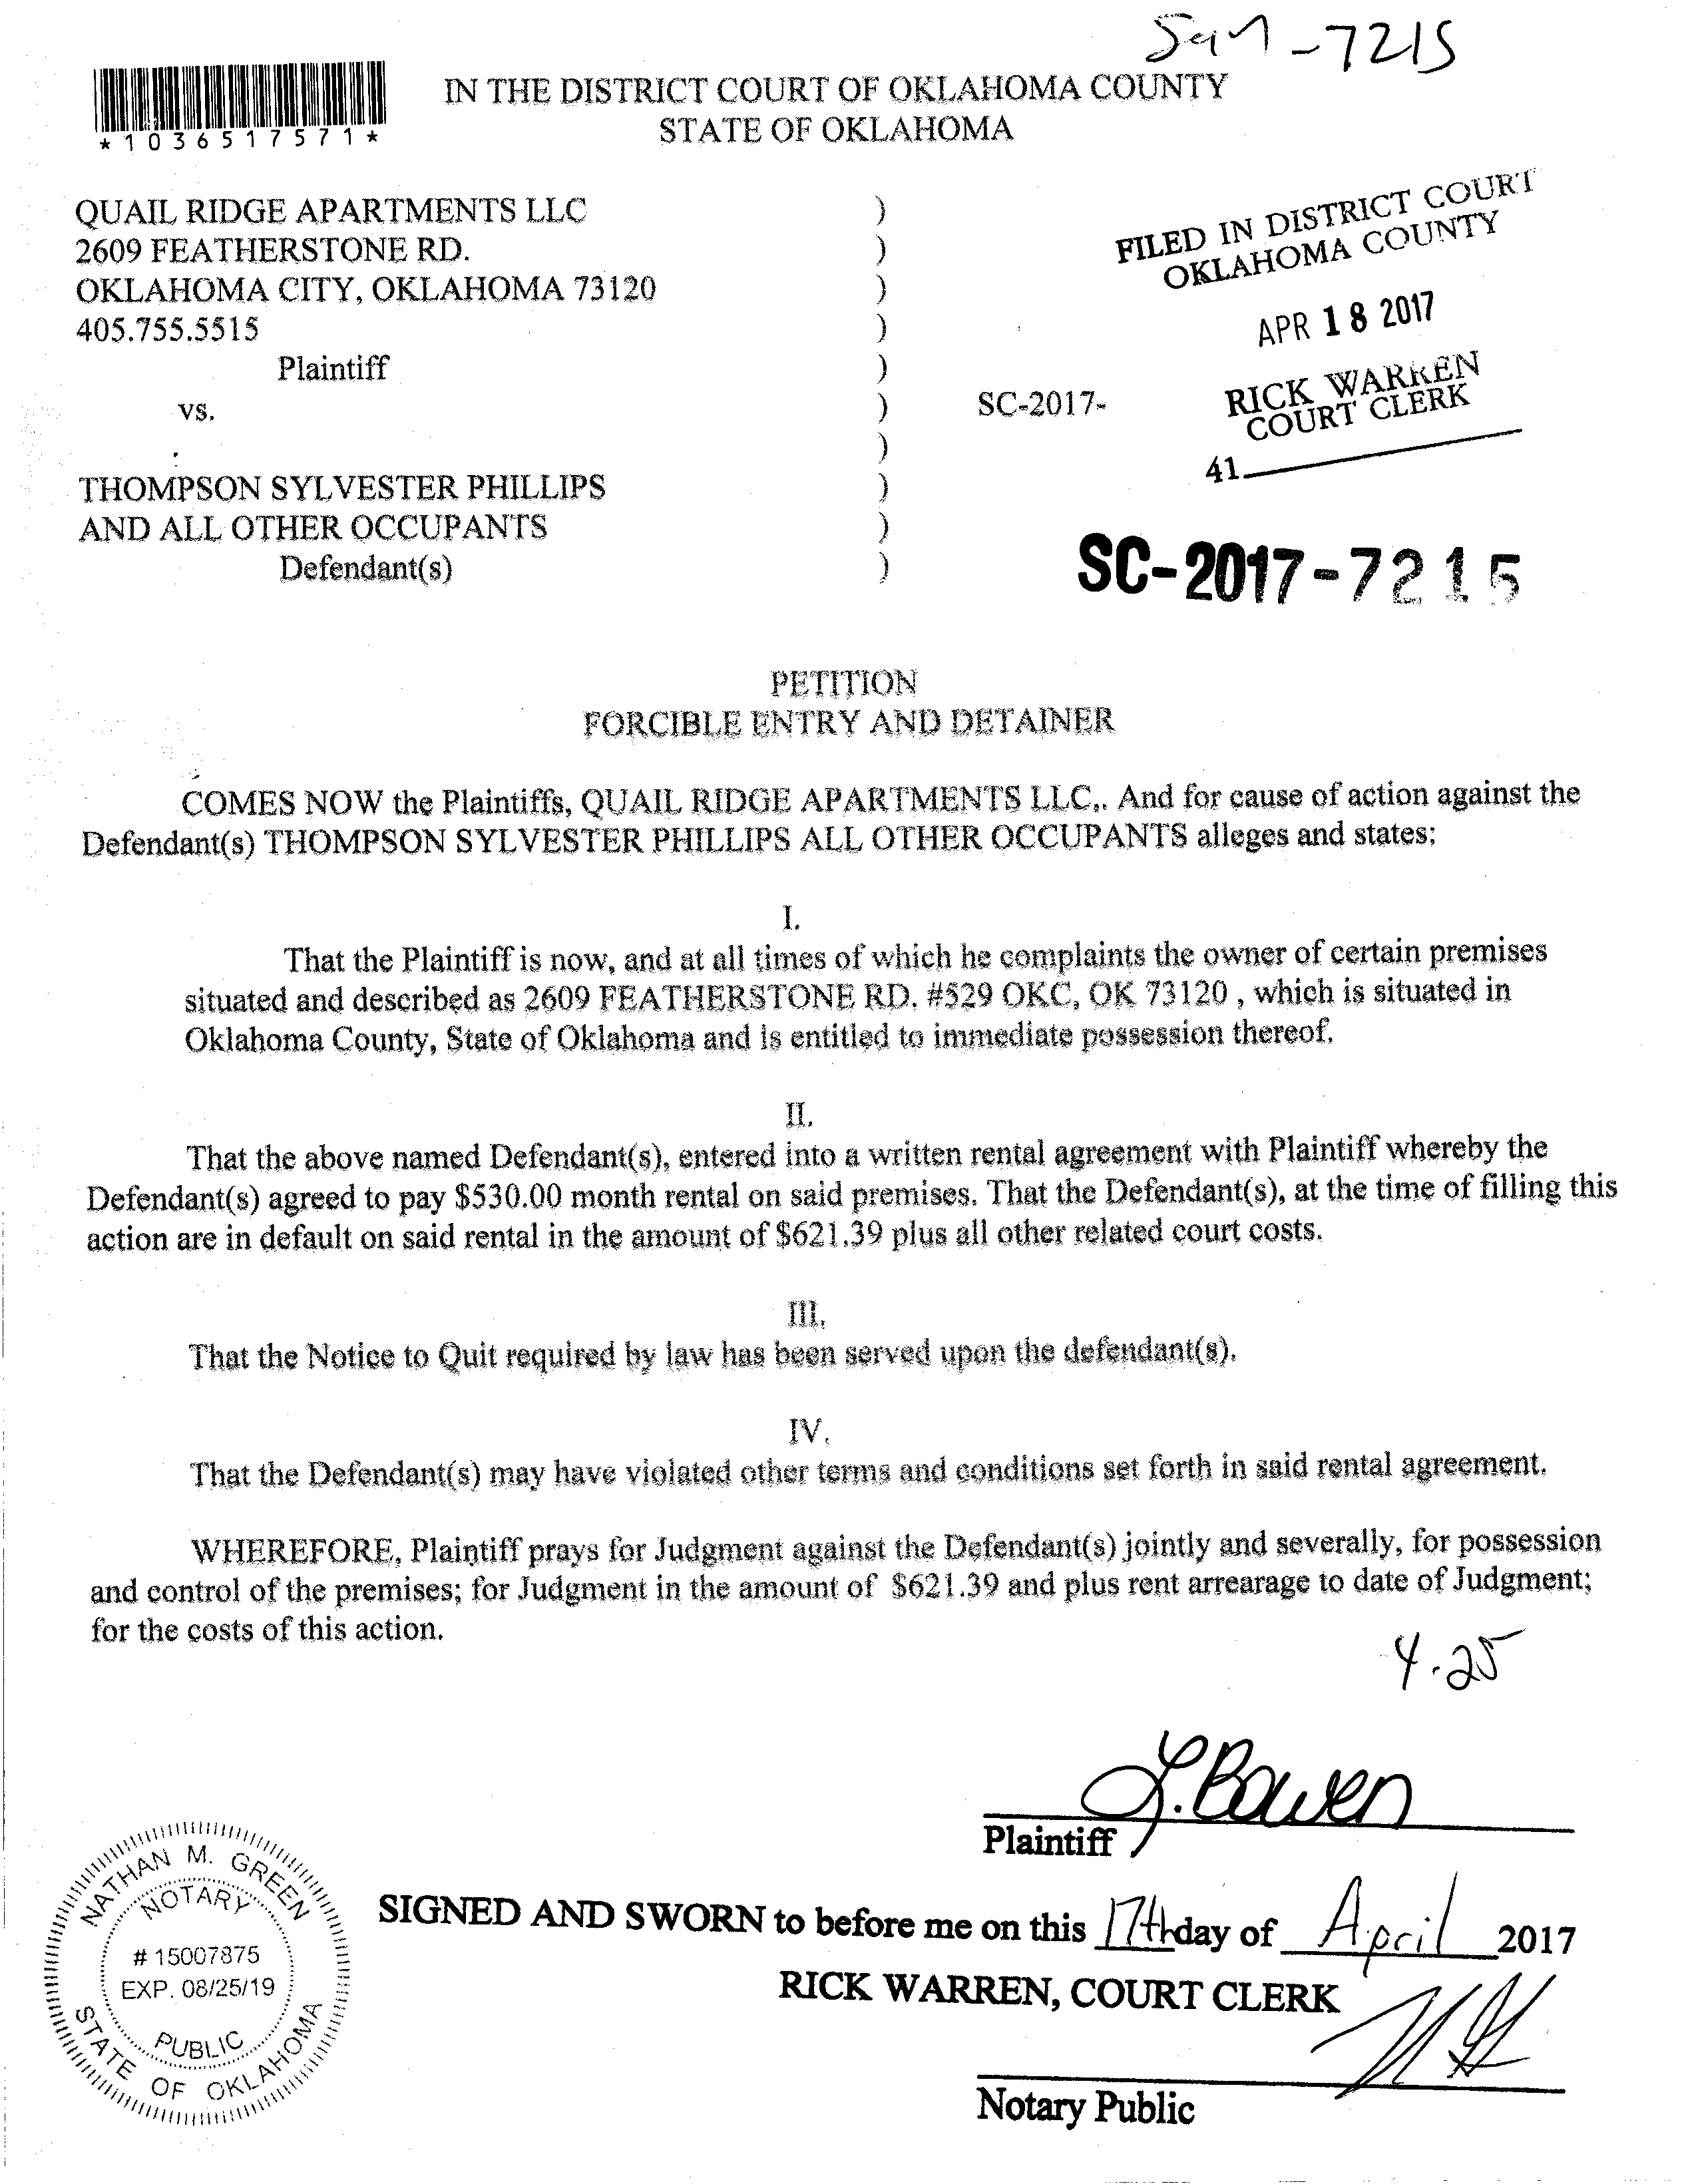 -7215
*1036517571*
IN THE DISTRICT COURT OF OKLAHOMA COUNTY
STATE OF OKLAHOMA
QUAIL RIDGE APARTMENTS LLC )
2609 FEATHERSTONE RD. )
OKLAHOMA CITY, OKLAHOMA 73120 )
405.755.5515 )
Plaintiff )
vs. ) SC-2017-
)
THOMPSON SYLVESTER PHILLIPS )
AND ALL OTHER OCCUPANTS )
Defendant(s) )
FILED IN DISTRICT COURT
OKLAHOMA COUNTY
APR 18 2017
RICK WARREN
COURT CLERK
41
SC-2017-7215
PETITION
FORCIBLE ENTRY AND DETAINER
COMES NOW the Plaintiffs, QUAIL RIDGE APARTMENTS LLC,. And for cause of action against the
Defendant(s) THOMPSON SYLVESTER PHILLIPS ALL OTHER OCCUPANTS alleges and states;
I.
That the Plaintiff is now, and at all times of which he complaints the owner of certain premises
situated and described as 2609 FEATHERSTONE RD. #529 OKC, OK 73120 , which is situated in
Oklahoma County, State of Oklahoma and is entitled to immediate possession thereof.
II.
That the above named Defendant(s), entered into a written rental agreement with Plaintiff whereby the
Defendant(s) agreed to pay $530.00 month rental on said premises. That the Defendant(s), at the time of filling this
action are in default on said rental in the amount of $621.39 plus all other related court costs.
III.
That the Notice to Quit required by law has been served upon the defendant(s).
IV.
That the Defendant(s) may have violated other terms and conditions set forth in said rental agreement.
WHEREFORE, Plaintiff prays for Judgment against the Defendant(s) jointly and severally, for possession
and control of the premises; for Judgment in the amount of $621.39 and plus rent arrearage to date of Judgment;
for the costs of this action.
4.25
L. Bowen
Plaintiff
NATHAN M. GREEN
NOTARY
# 15007875
EXP. 08/25/19
PUBLIC
STATE OF OKLAHOMA
SIGNED AND SWORN to before me on this 17th day of April 2017
RICK WARREN, COURT CLERK
Notary Public